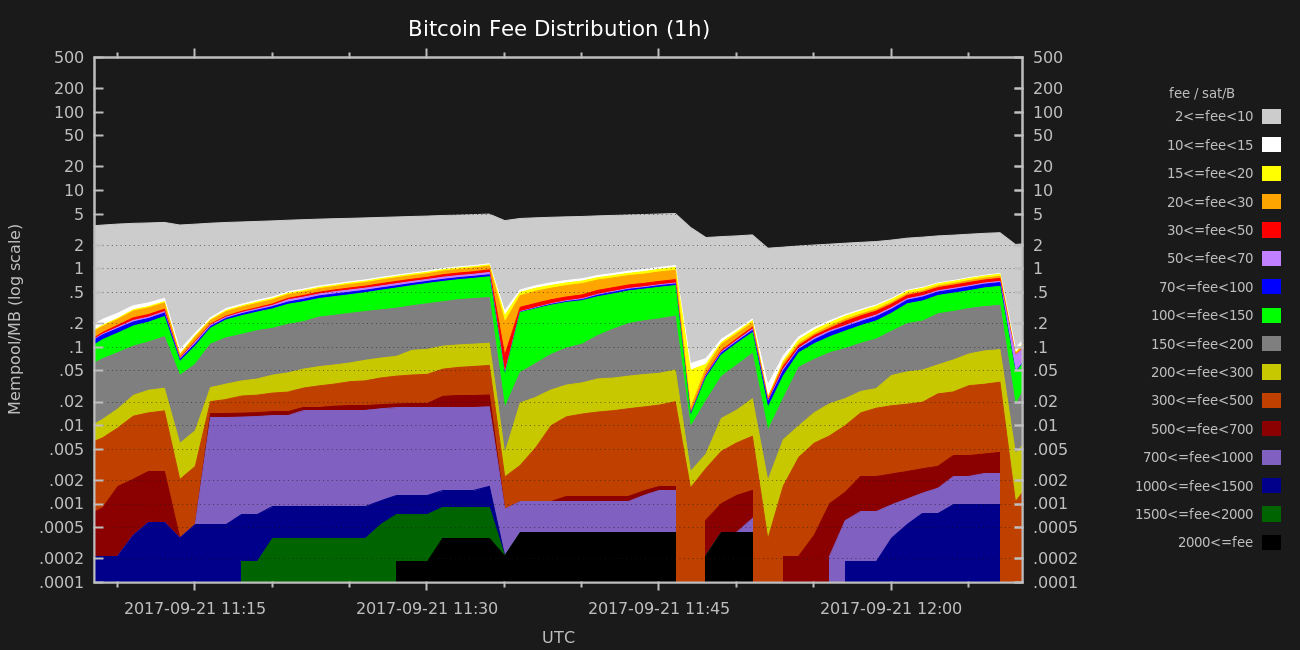 Bitcoin Fee Distribution (1h)
500 500
200 200
100 100
50 50
20 20
10 10
5 5
2 2
1 1
.5 .5
.2 .2
.1 .1
.05 .05
.02 .02
.01 .01
.005 .005
.002 .002
.001 .001
.0005 .0005
.0002 .0002
.0001 .0001
Mempool/MB (log scale)
2017-09-21 11:15 2017-09-21 11:30 2017-09-21 11:45 2017-09-21 12:00
UTC
fee / sat/B
2<=fee<10
10<=fee<15
15<=fee<20
20<=fee<30
30<=fee<50
50<=fee<70
70<=fee<100
100<=fee<150
150<=fee<200
200<=fee<300
300<=fee<500
500<=fee<700
700<=fee<1000
1000<=fee<1500
1500<=fee<2000
2000<=fee